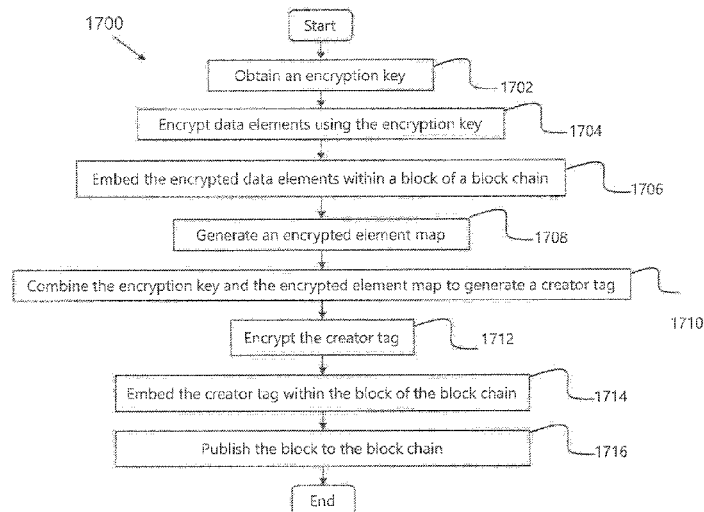 1700
Start
Obtain an encryption key
1702
Encrypt data elements using the encryption key
1704
Embed the encrypted data elements within a block of a block chain
1706
Generate an encrypted element map
1708
Combine the encryption key and the encrypted element map to generate a creator tag
1710
Encrypt the creator tag
1712
Embed the creator tag within the block of the block chain
1714
Publish the block to the block chain
1716
End